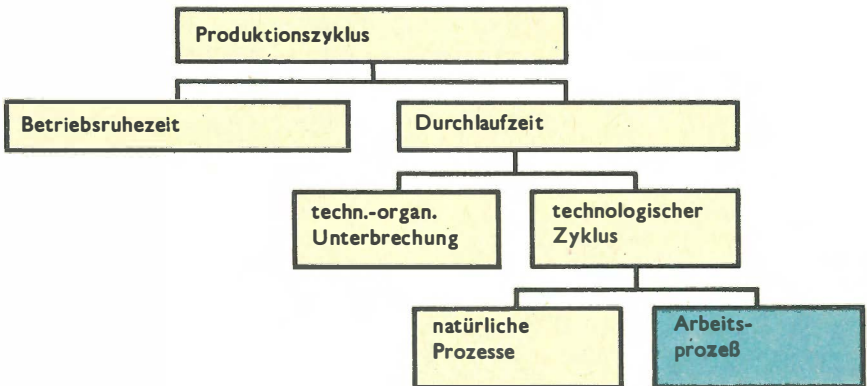 Produktionszyklus
Betriebsruhezeit
Durchlaufzeit
techn.-organ.
Unterbrechung
technologischer
Zyklus
natürliche
Prozesse
Arbeits-
prozeß